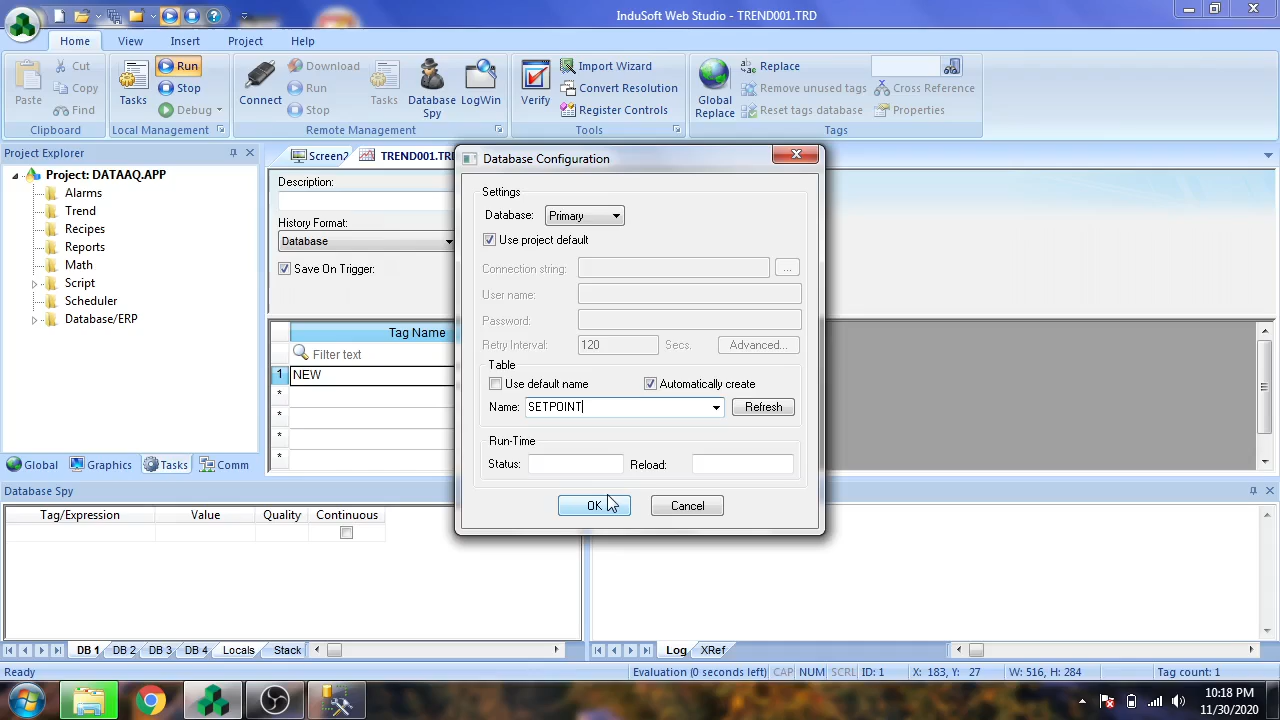 InduSoft Web Studio - TREND001.TRD
Home View Insert Project Help
Paste
Cut
Copy
Find
Clipboard
Tasks
Run
Stop
Debug
Local Management
Connect
Download
Run
Stop
Tasks
Database Spy
LogWin
Remote Management
Verify
Import Wizard
Convert Resolution
Register Controls
Tools
Global Replace
Replace
Remove unused tags
Reset tags database
Cross Reference
Properties
Tags
Project Explorer
Project: DATAAQ.APP
Alarms
Trend
Recipes
Reports
Math
Script
Scheduler
Database/ERP
Global Graphics Tasks Comm
Screen2 TREND001.TR
Description:
History Format:
Database
Save On Trigger:
Tag Name
Filter text
1 NEW
*
*
*
*
Database Configuration
Settings
Database: Primary
Use project default
Connection string: ...
User name:
Password:
Retry Interval: 120 Secs. Advanced...
Table
Use default name Automatically create
Name: SETPOINT Refresh
Run-Time
Status: Reload:
OK Cancel
Database Spy
Tag/Expression Value Quality Continuous
DB 1 DB 2 DB 3 DB 4 Locals Stack
Log XRef
Ready
Evaluation (0 seconds left) CAP NUM SCRL ID: 1 X: 183, Y: 27 W: 516, H: 284 Tag count: 1
10:18 PM
11/30/2020